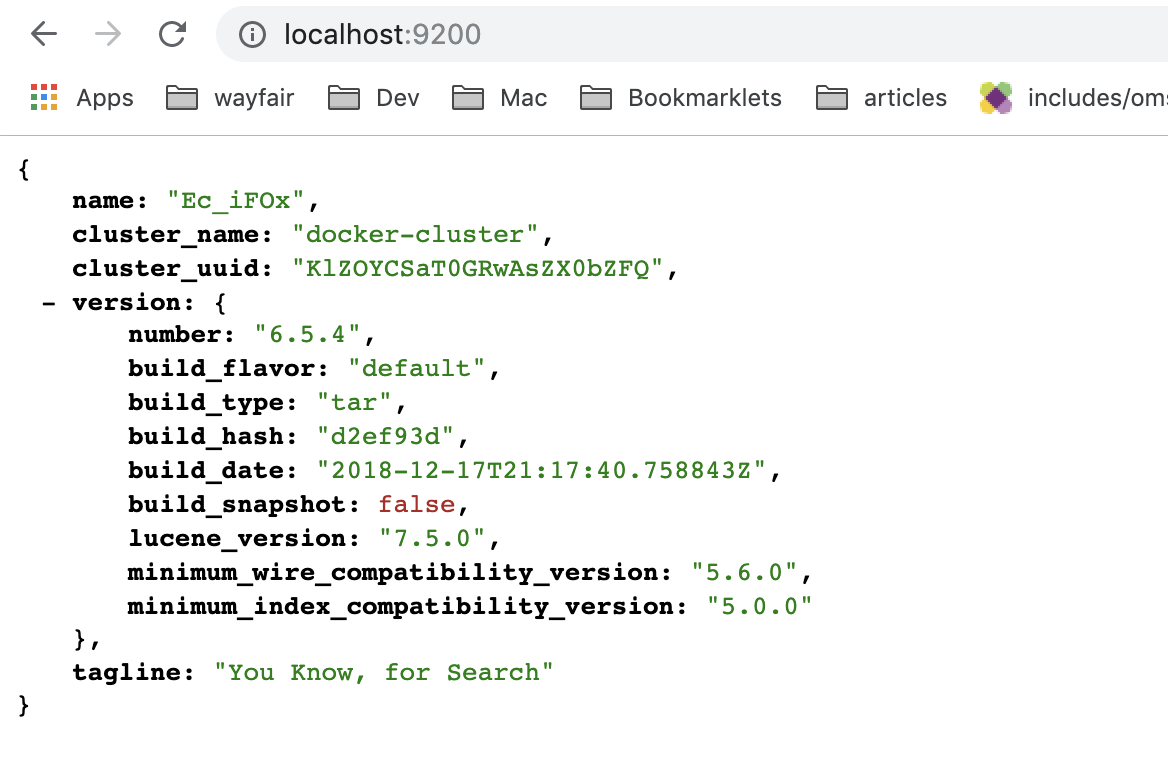 localhost:9200
Apps wayfair Dev Mac Bookmarklets articles includes/oms
{
name: "Ec_iFOx",
cluster_name: "docker-cluster",
cluster_uuid: "KlZOYCSaT0GRwAsZX0bZFQ",
- version: {
number: "6.5.4",
build_flavor: "default",
build_type: "tar",
build_hash: "d2ef93d",
build_date: "2018-12-17T21:17:40.758843Z",
build_snapshot: false,
lucene_version: "7.5.0",
minimum_wire_compatibility_version: "5.6.0",
minimum_index_compatibility_version: "5.0.0"
},
tagline: "You Know, for Search"
}